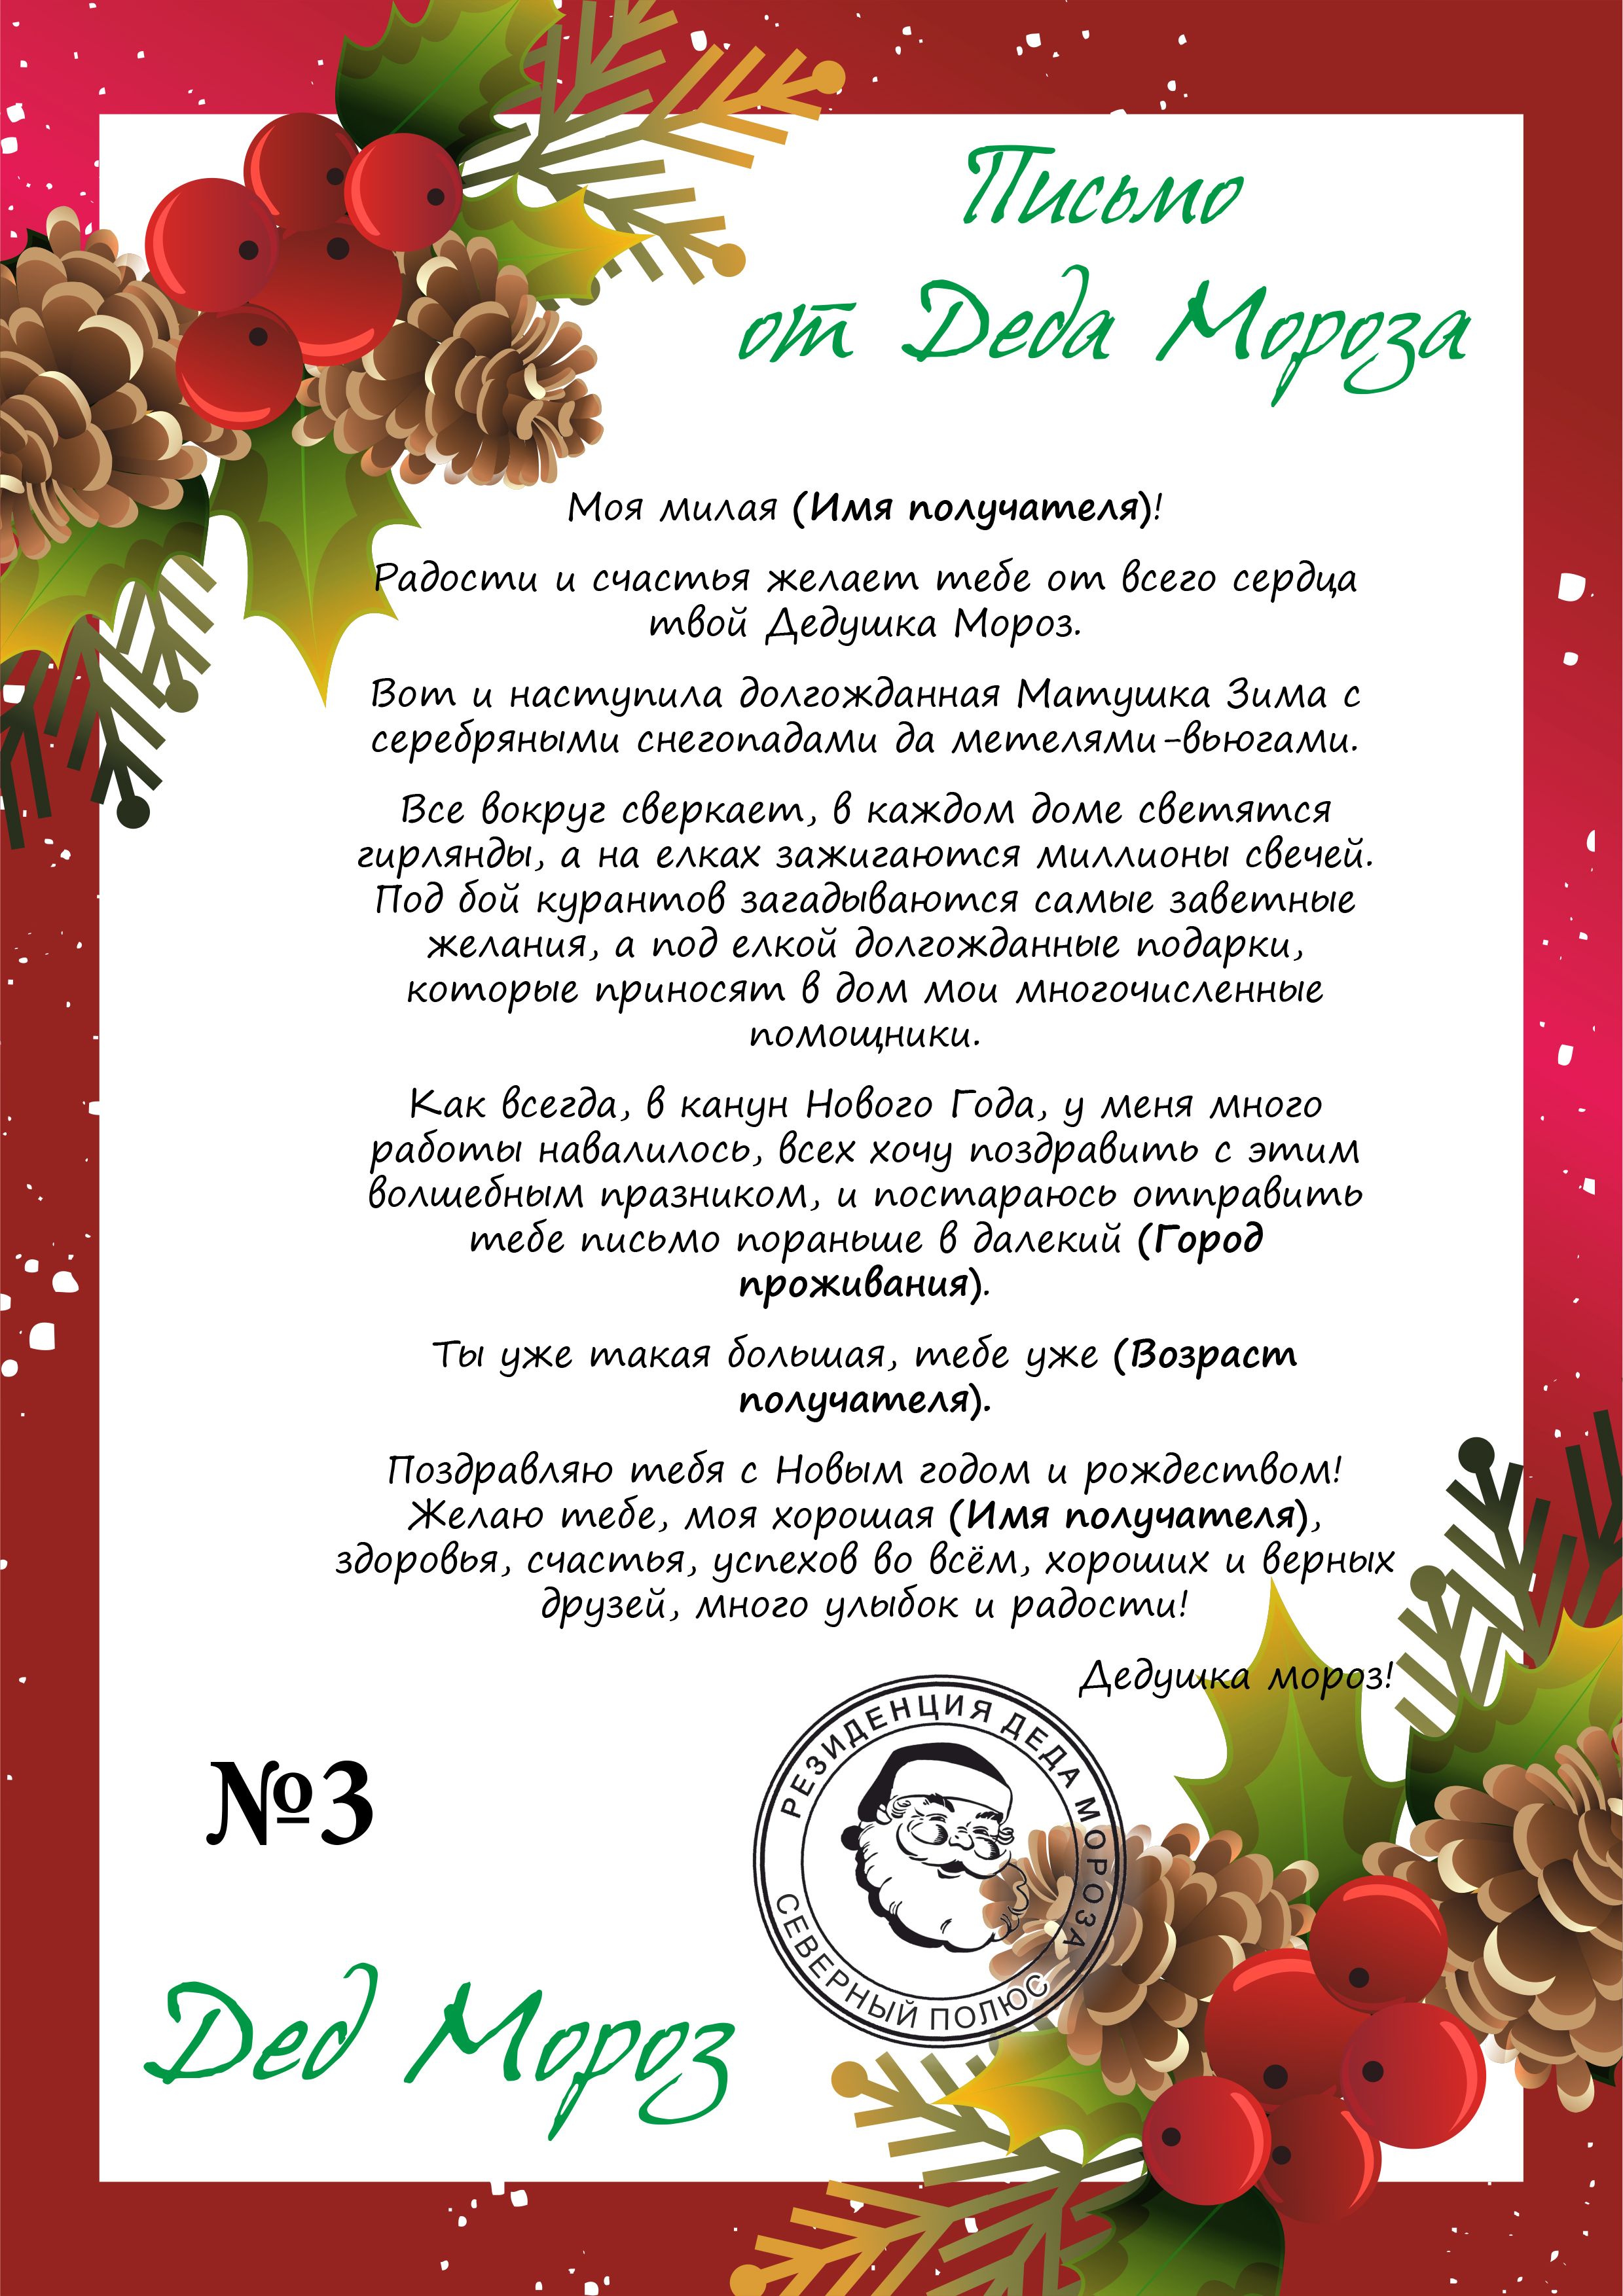 Письмо
от Деда Мороза
Моя милая (Имя получателя)!
Радости и счастья желает тебе от всего сердца
твой Дедушка Мороз.
Вот и наступила долгожданная Матушка Зима с
серебряными снегопадами да метелями-вьюгами.
Все вокруг сверкает, в каждом доме светятся
гирлянды, а на елках зажигаются миллионы свечей.
Под бой курантов загадываются самые заветные
желания, а под елкой долгожданные подарки,
которые приносят в дом мои многочисленные
помощники.
Как всегда, в канун Нового Года, у меня много
работы навалилось, всех хочу поздравить с этим
волшебным празником, и постараюсь отправить
тебе письмо пораньше в далекий (Город
проживания).
Ты уже такая большая, тебе уже (Возраст
получателя).
Поздравляю тебя с Новым годом и рождеством!
Желаю тебе, моя хорошая (Имя получателя),
здоровья, счастья, успехов во всём, хороших и верных
друзей, много улыбок и радости!
Дедушка мороз!
РЕЗИДЕНЦИЯ ДЕДА МОРОЗА
СЕВЕРНЫЙ ПОЛЮС
№3
Дед Мороз